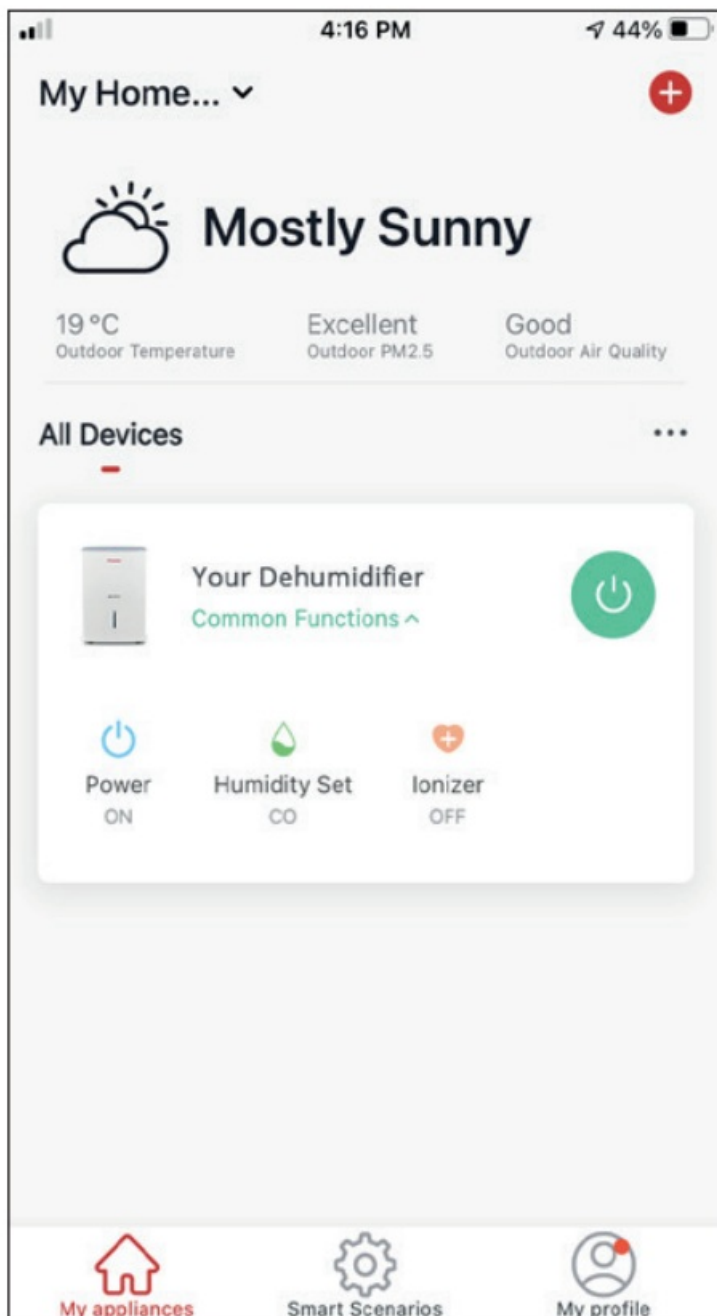 4:16 PM 44%
My Home...
Mostly Sunny
19 °C Excellent Good
Outdoor Temperature Outdoor PM2.5 Outdoor Air Quality
All Devices
Your Dehumidifier
Common Functions
Power Humidity Set Ionizer
ON CO OFF
My appliances Smart Scenarios My profile